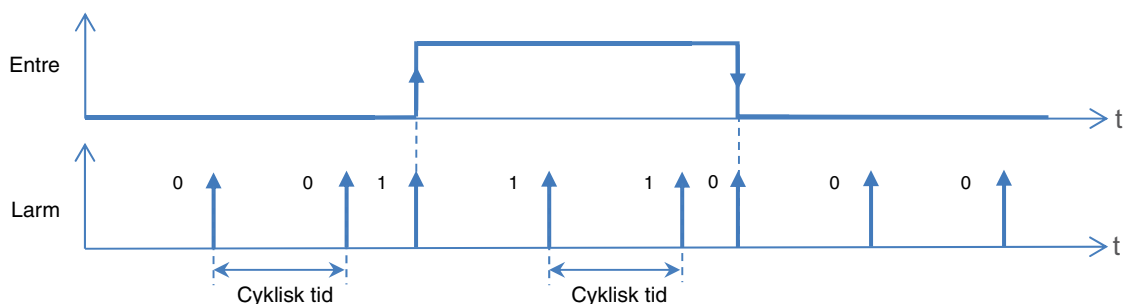 Entre
t
0 0 1 1 1 0 0 0
Larm
t
Cyklisk tid Cyklisk tid